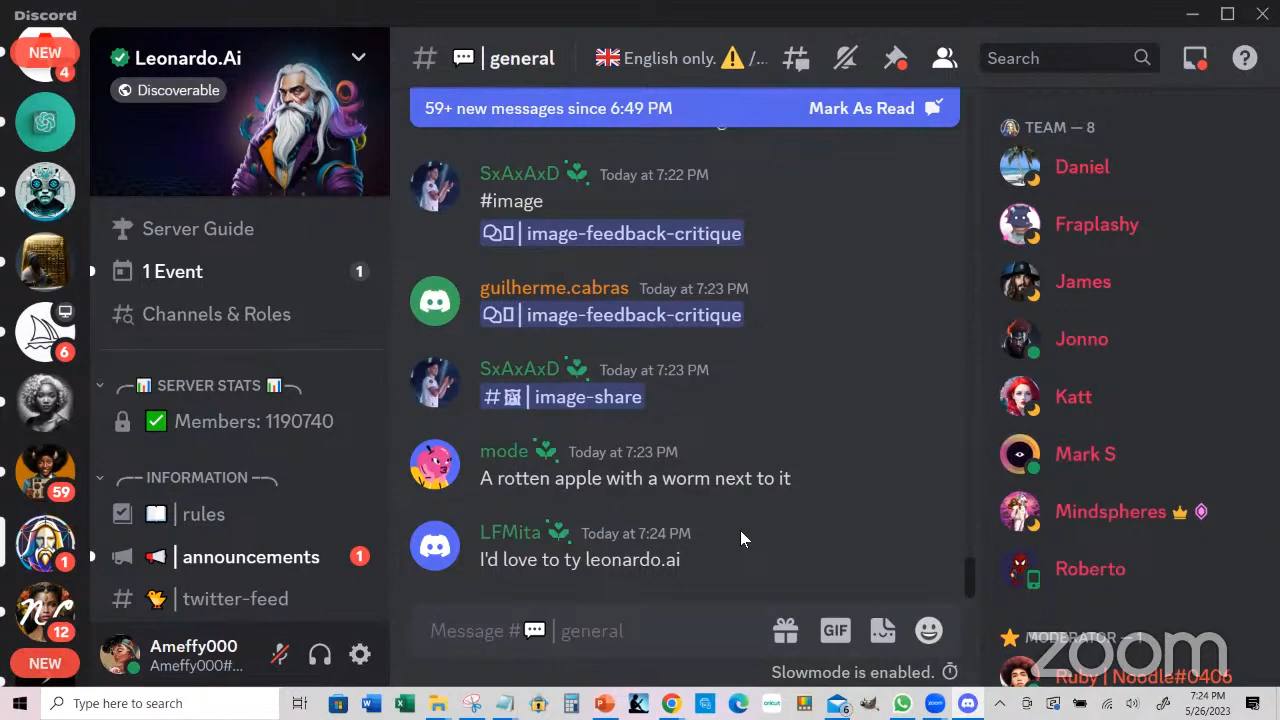 Discord
NEW
4
6
59
1
12
NEW
Leonardo.Ai
Discoverable
Server Guide
1 Event
1
Channels & Roles
SERVER STATS
Members: 1190740
INFORMATION
| rules
| announcements
1
# | twitter-feed
Ameffy000
Ameffy000#...
# | general
English only. ⚠️ /...
Search
59+ new messages since 6:49 PM
Mark As Read
SxAxAxD Today at 7:22 PM
#image
| image-feedback-critique
guilherme.cabras Today at 7:23 PM
| image-feedback-critique
SxAxAxD Today at 7:23 PM
# | image-share
mode Today at 7:23 PM
A rotten apple with a worm next to it
LFMita Today at 7:24 PM
I'd love to ty leonardo.ai
Message # | general
GIF
Slowmode is enabled.
TEAM — 8
Daniel
Fraplashy
James
Jonno
Katt
Mark S
Mindspheres
Roberto
MODERATOR — 1
Ruby | Noodle#0406
zoom
Type here to search
7:24 PM
5/26/2023